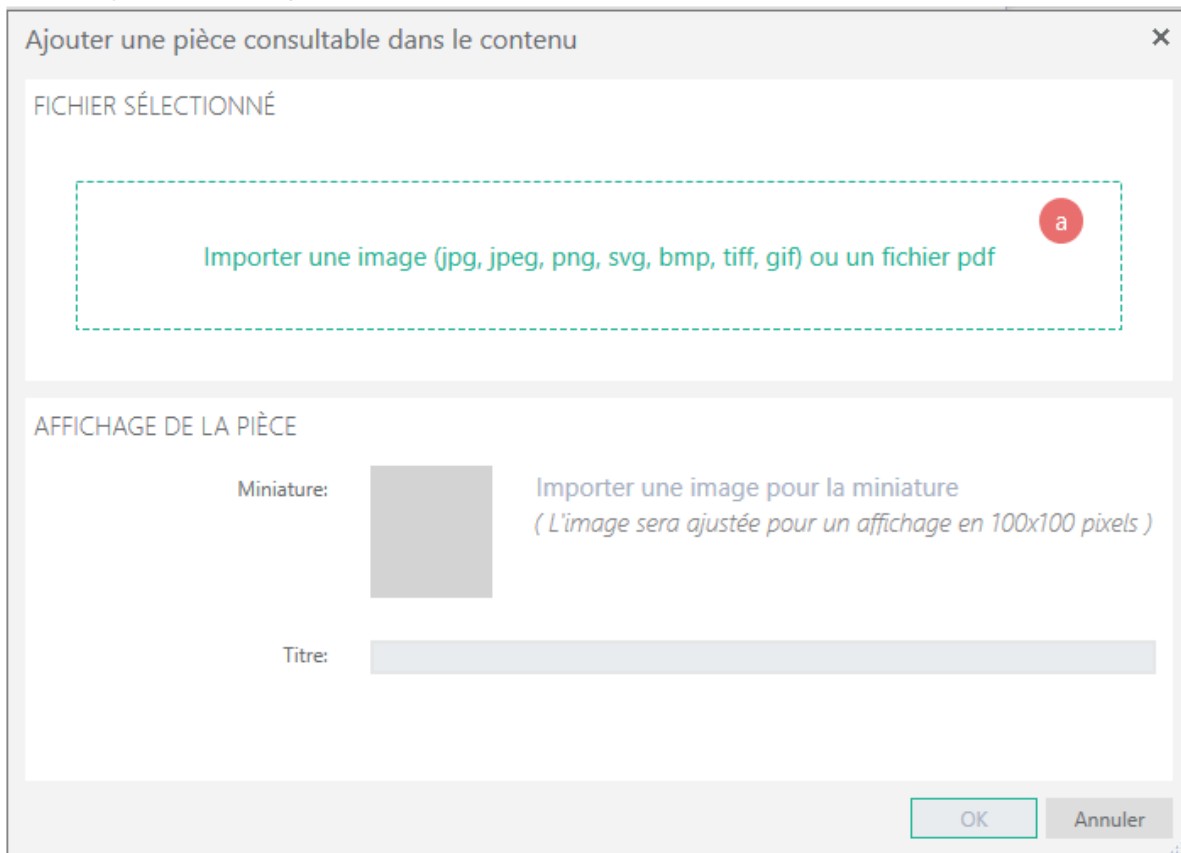 Ajouter une pièce consultable dans le contenu
FICHIER SÉLECTIONNÉ
a
Importer une image (jpg, jpeg, png, svg, bmp, tiff, gif) ou un fichier pdf
AFFICHAGE DE LA PIÈCE
Miniature:
Importer une image pour la miniature
( L'image sera ajustée pour un affichage en 100x100 pixels )
Titre:
OK
Annuler